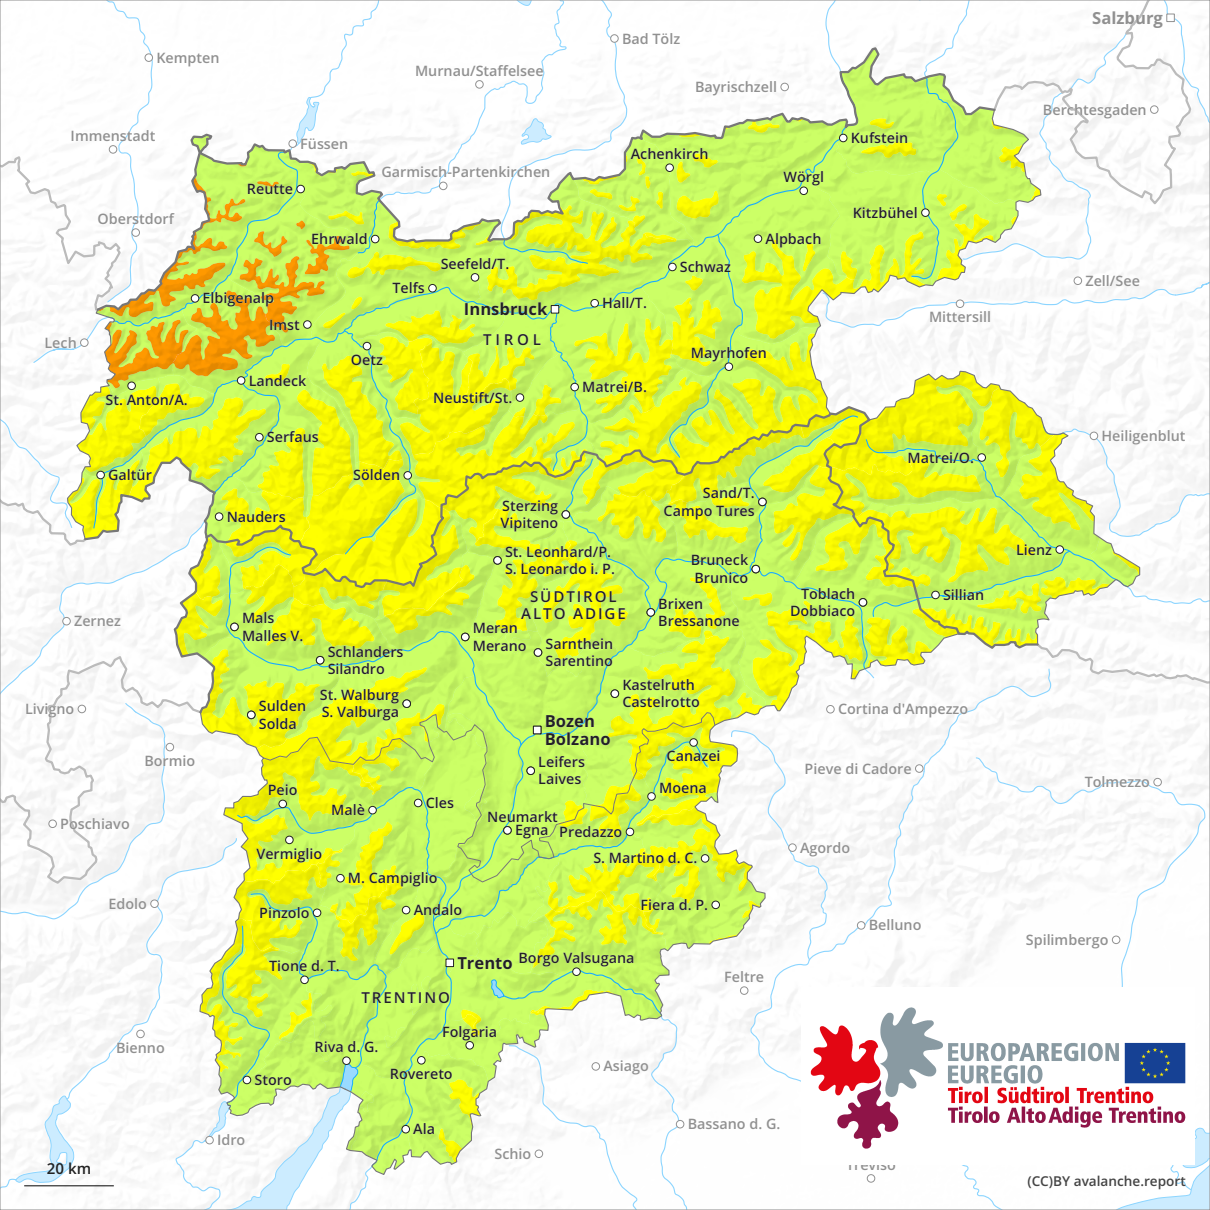 Salzburg
Bad Tölz
Kempten
Murnau/Staffelsee
Bayrischzell
Berchtesgaden
Immenstadt
Füssen
Kufstein
Achenkirch
Garmisch-Partenkirchen
Wörgl
Reutte
Oberstdorf
Kitzbühel
Ehrwald
Alpbach
Seefeld/T.
Schwaz
Zell/See
Telfs
Elbigenalp
Hall/T.
Innsbruck
Mittersill
Imst
Lech
TIROL
Oetz
Mayrhofen
Landeck
Matrei/B.
St. Anton/A.
Neustift/St.
Serfaus
Heiligenblut
Matrei/O.
Galtür
Sölden
Sand/T.
Campo Tures
Sterzing
Vipiteno
Nauders
Lienz
St. Leonhard/P.
S. Leonardo i. P.
Bruneck
Brunico
SÜDTIROL
ALTO ADIGE
Toblach
Dobbiaco
Sillian
Brixen
Bressanone
Zernez
Mals
Malles V.
Meran
Merano
Sarnthein
Sarentino
Schlanders
Silandro
Kastelruth
Castelrotto
St. Walburg
S. Valburga
Sulden
Solda
Livigno
Cortina d'Ampezzo
Bozen
Bolzano
Bormio
Canazei
Leifers
Laives
Pieve di Cadore
Tolmezzo
Peio
Moena
Malè
Cles
Neumarkt
Egna
Predazzo
Poschiavo
Vermiglio
Agordo
S. Martino d. C.
M. Campiglio
Edolo
Pinzolo
Andalo
Fiera d. P.
Belluno
Spilimbergo
Trento
Borgo Valsugana
Tione d. T.
Feltre
TRENTINO
Folgaria
Bienno
Riva d. G.
Rovereto
Asiago
Storo
EUROPAREGION
EUREGIO
Tirol Südtirol Trentino
Tirolo Alto Adige Trentino
Ala
Bassano d. G.
Idro
Schio
Treviso
20 km
(CC)BY avalanche.report